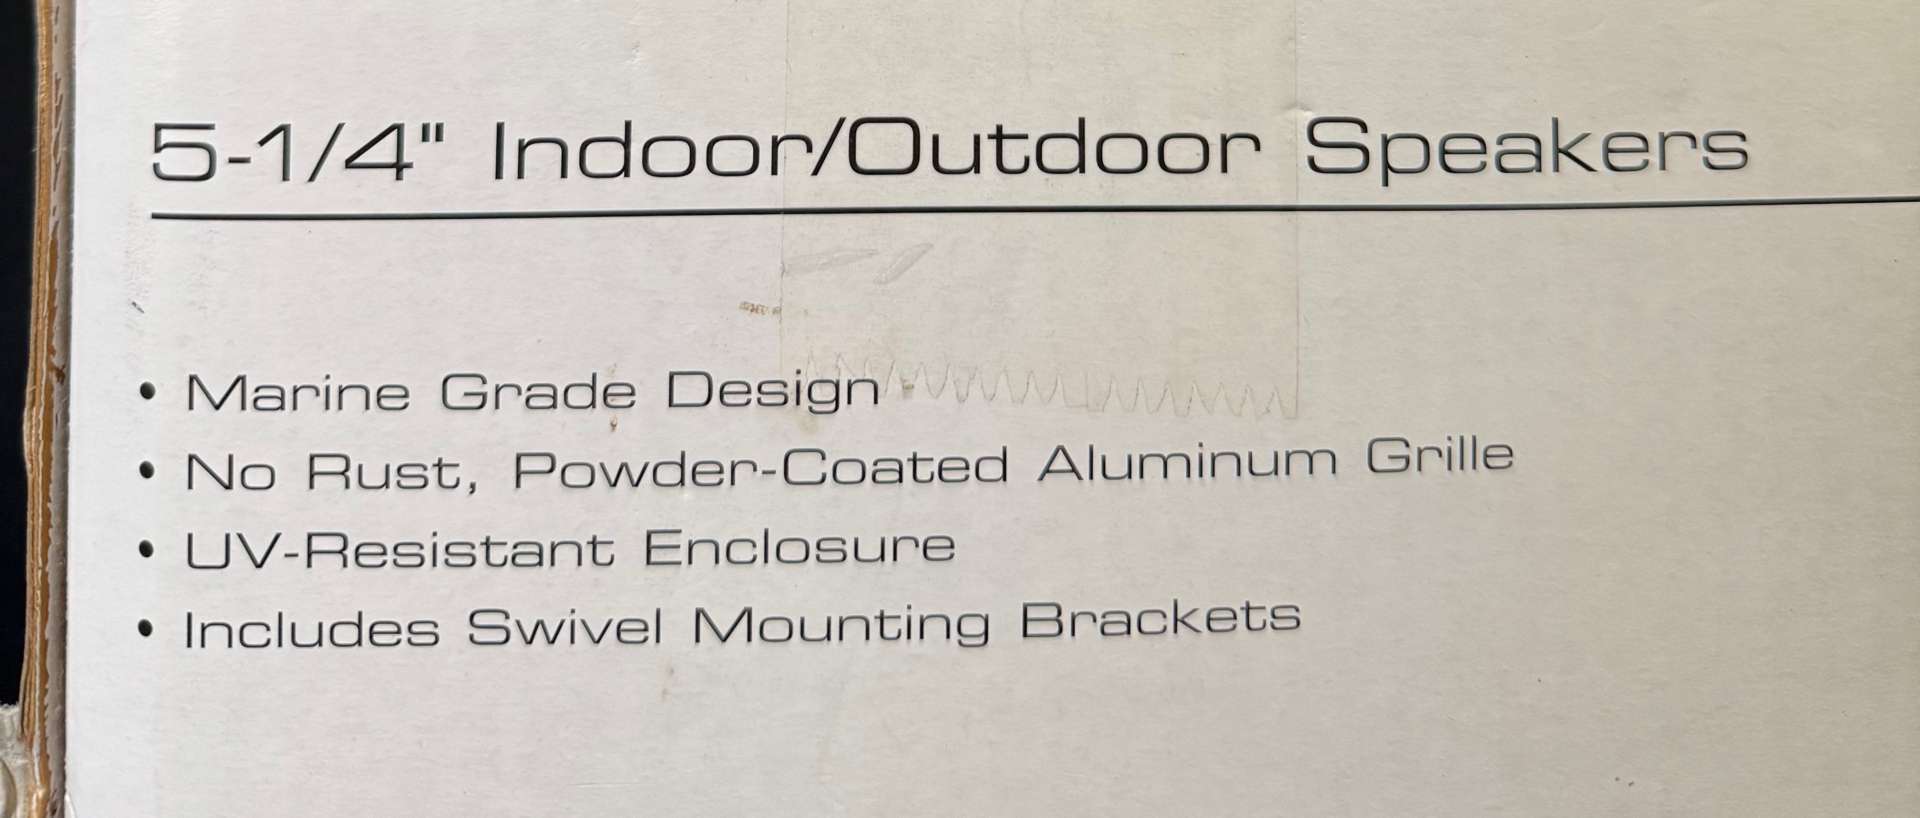 5-1/4" Indoor/Outdoor Speakers
• Marine Grade Design
• No Rust, Powder-Coated Aluminum Grille
• UV-Resistant Enclosure
• Includes Swivel Mounting Brackets